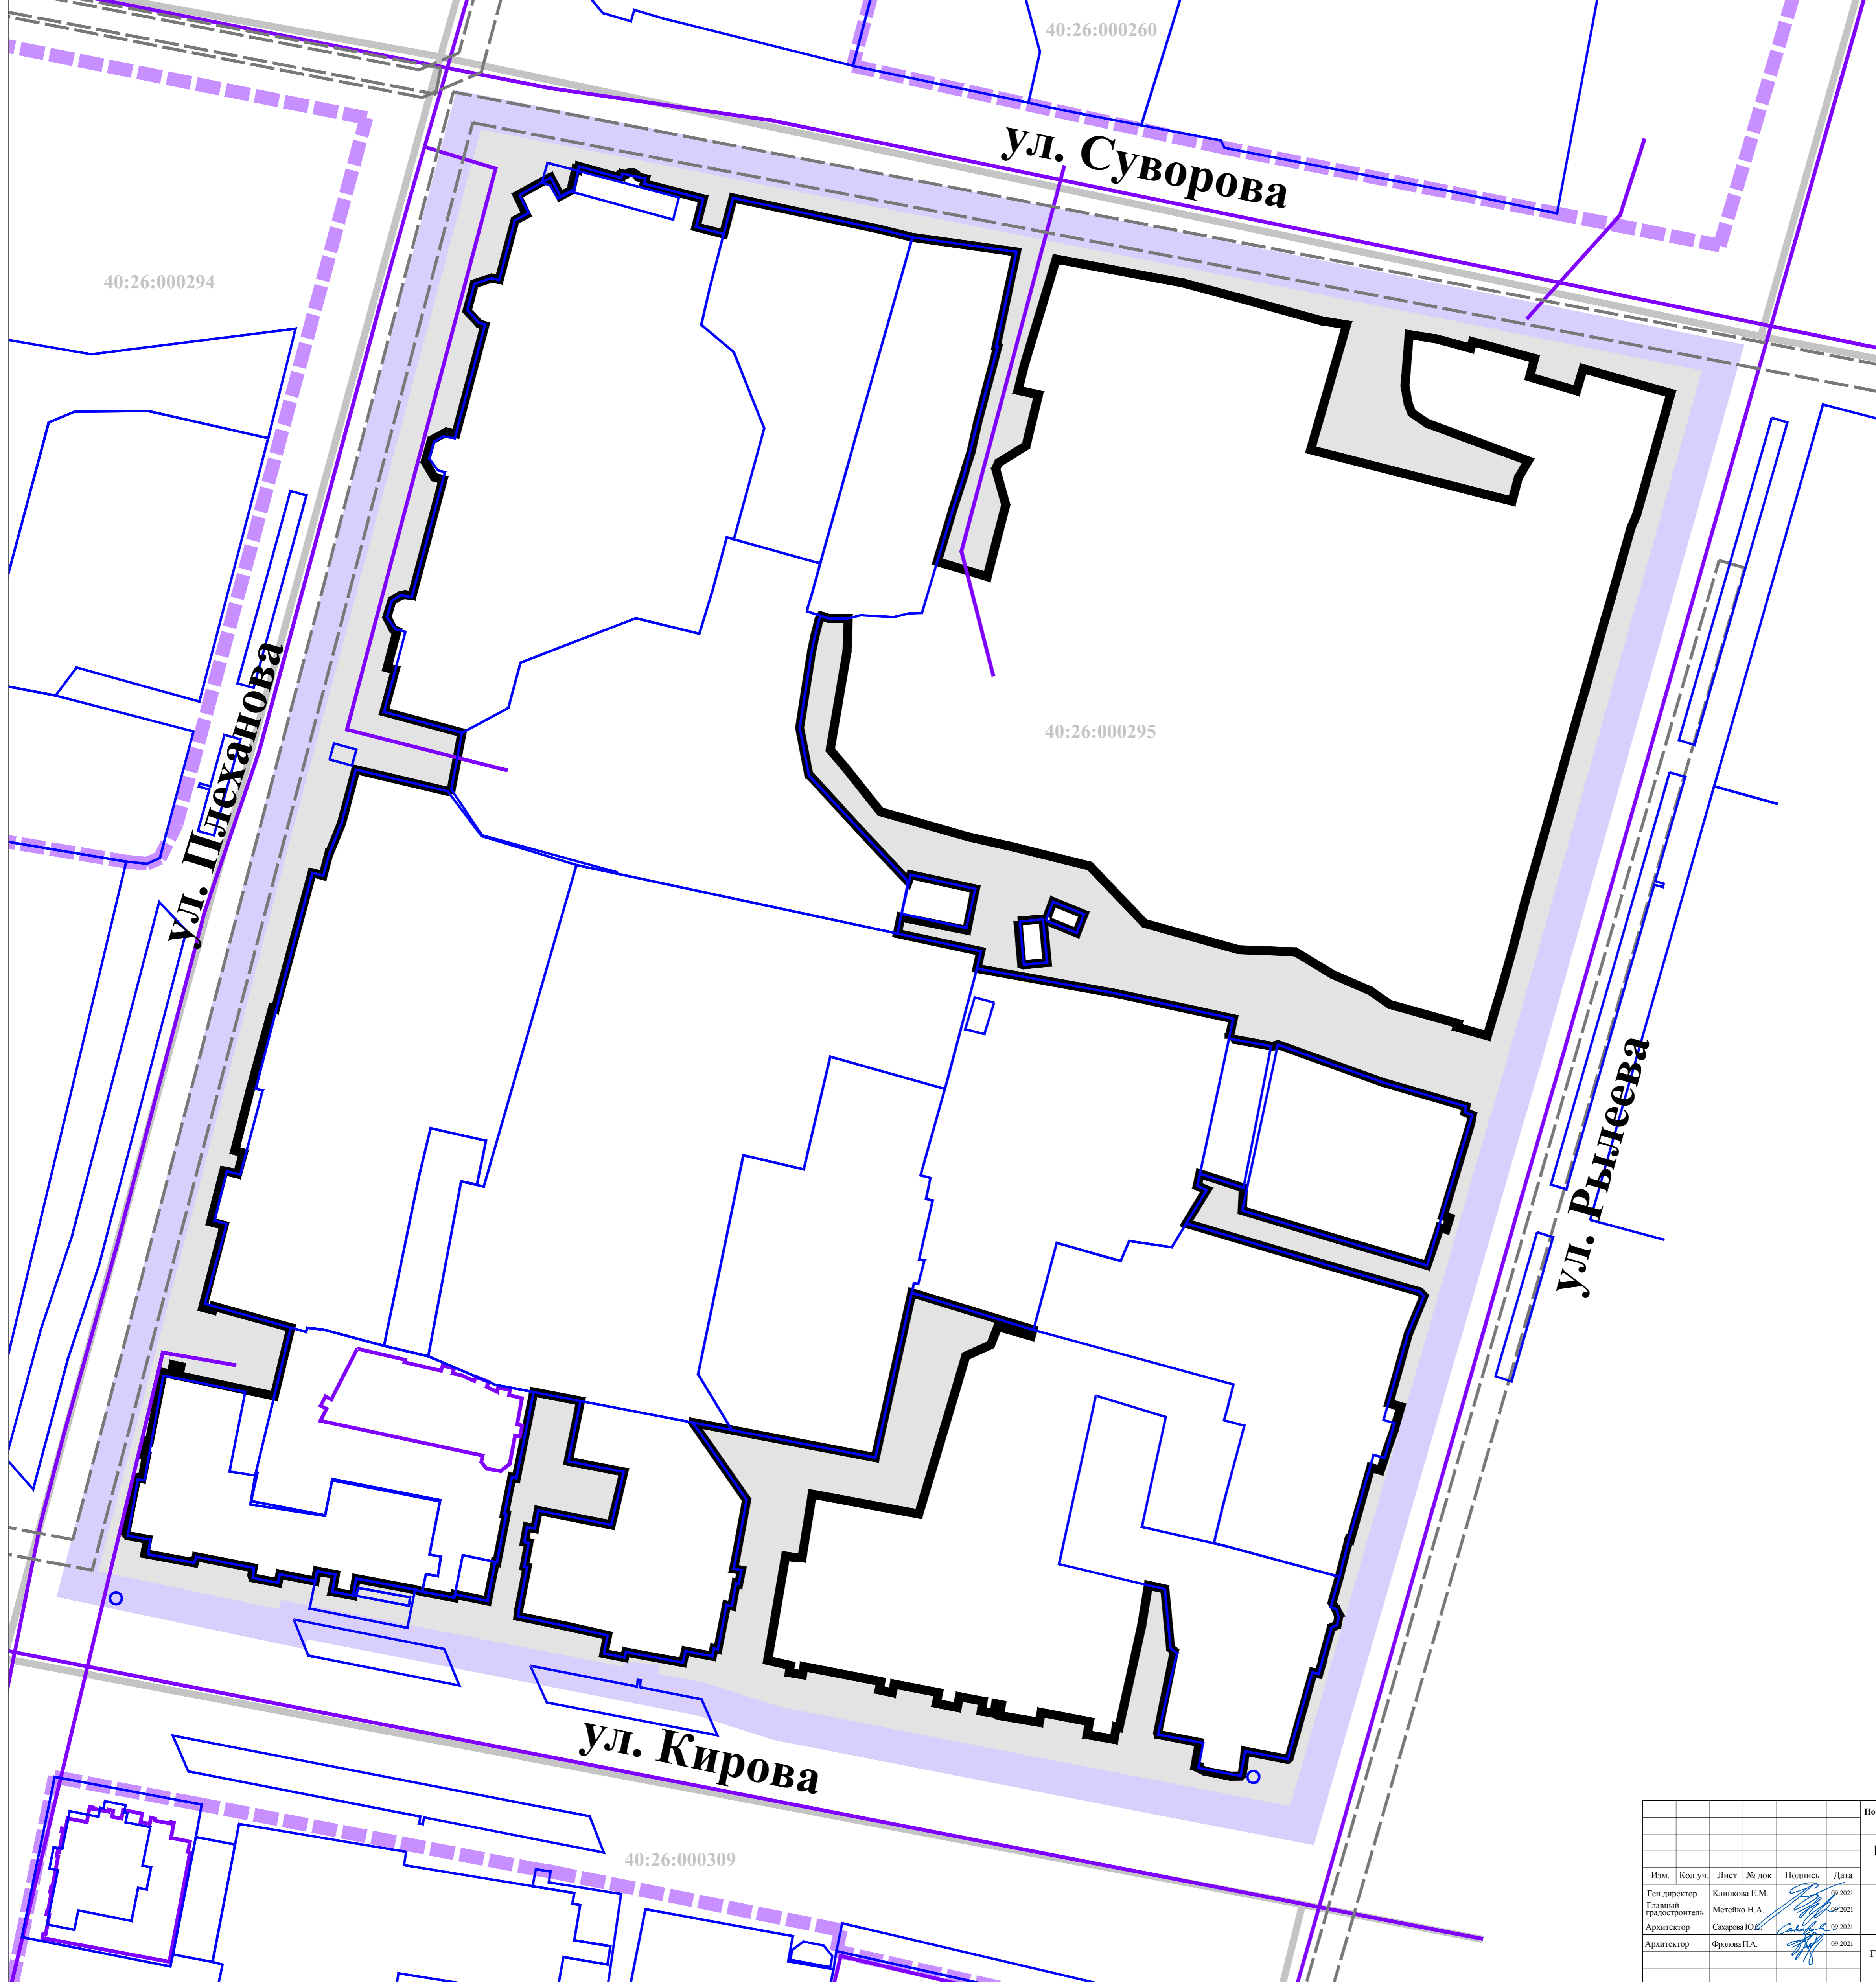 40:26:000260
ул. Суворова
40:26:000294
ул. Плеханова
40:26:000295
ул. Рылеева
ул. Кирова
40:26:000309
Изм. Кол.уч. Лист № док Подпись Дата
Ген.директор Клинкова Е.М. 09.2021
Главный
градостроитель Метейко Н.А. 09.2021
Архитектор Сахарова Ю.С. 09.2021
Архитектор Фролова П.А. 09.2021